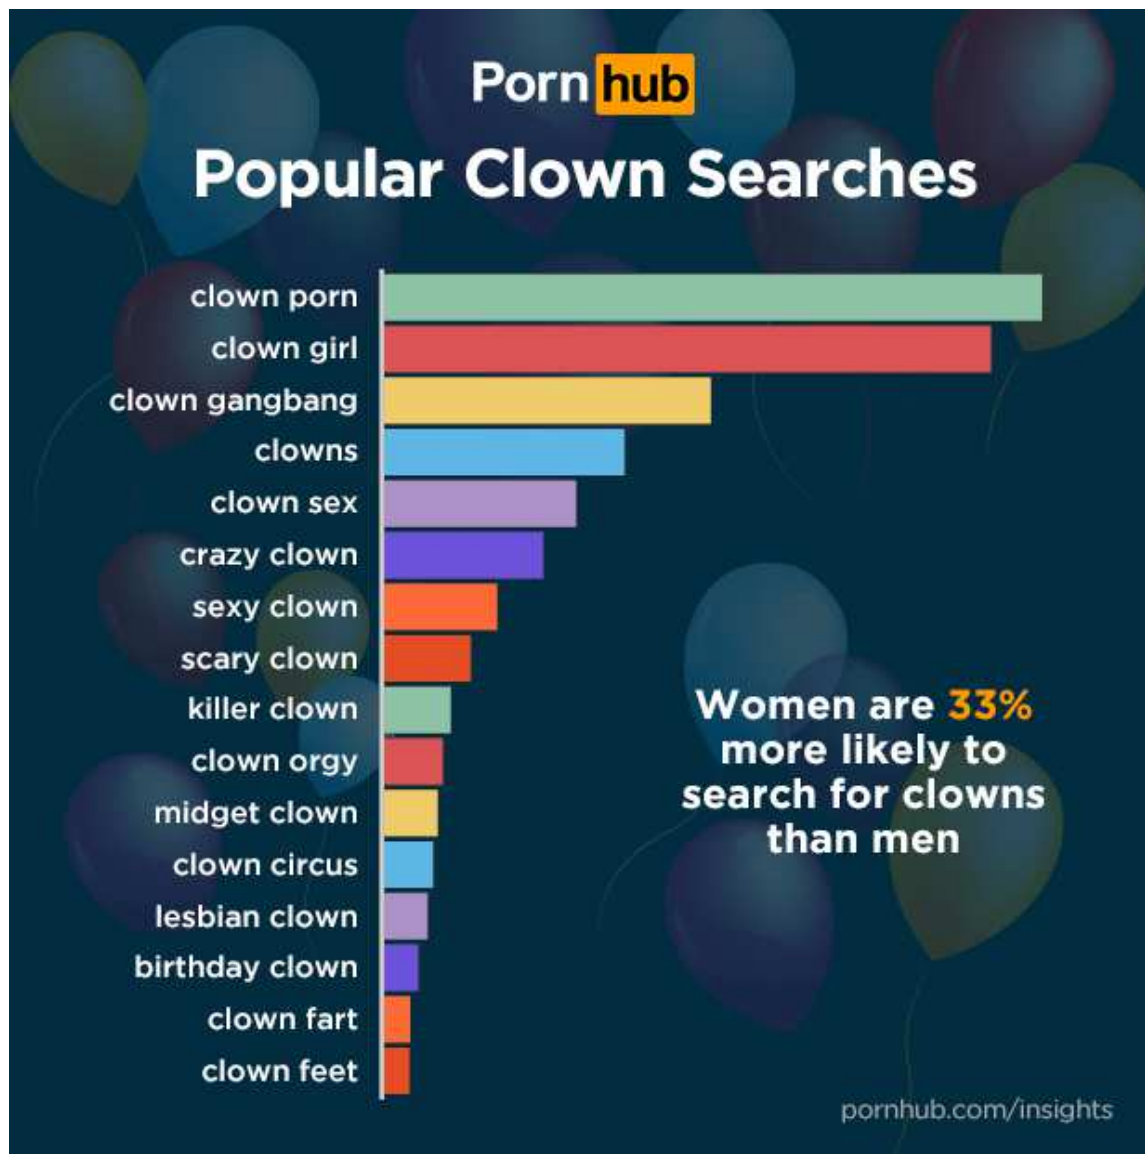 Pornhub
Popular Clown Searches
clown porn
clown girl
clown gangbang
clowns
clown sex
crazy clown
sexy clown
scary clown
killer clown
clown orgy
midget clown
clown circus
lesbian clown
birthday clown
clown fart
clown feet
Women are 33%
more likely to
search for clowns
than men
pornhub.com/insights